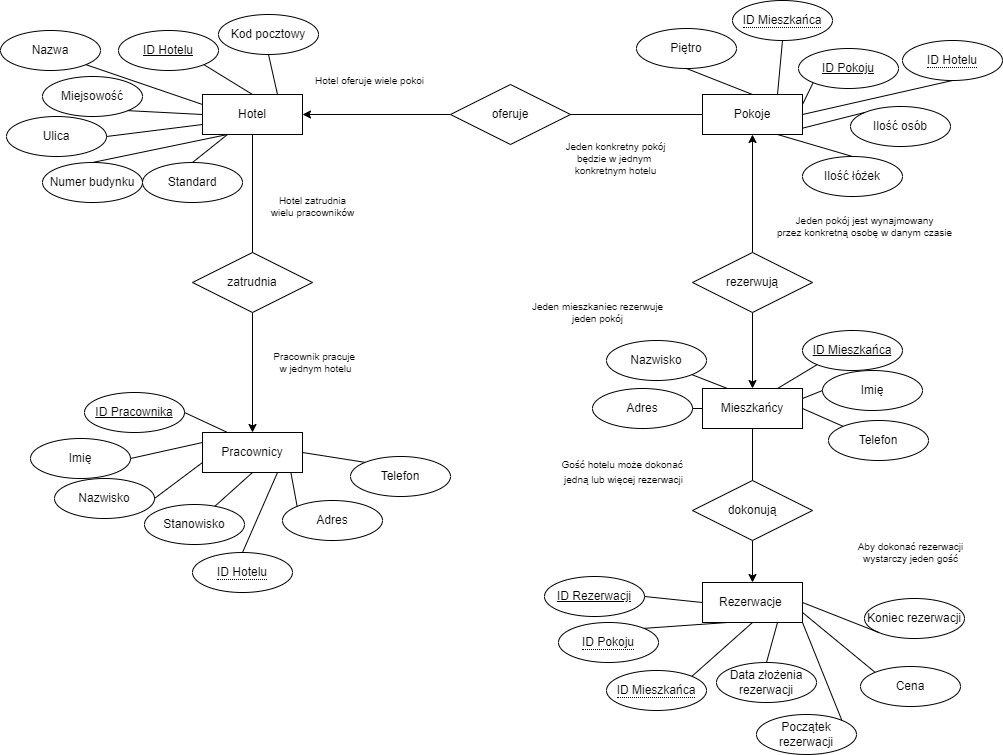 Kod pocztowy
Nazwa
ID Hotelu
Miejsowość
Hotel
Ulica
Numer budynku
Standard
Hotel oferuje wiele pokoi
oferuje
Jeden konkretny pokój
będzie w jednym
konkretnym hotelu
ID Mieszkańca
Piętro
ID Pokoju
ID Hotelu
Pokoje
Ilość osób
Ilość łóżek
Hotel zatrudnia
wielu pracowników
zatrudnia
Pracownik pracuje
w jednym hotelu
Jeden pokój jest wynajmowany
przez konkretną osobę w danym czasie
rezerwują
Jeden mieszkaniec rezerwuje
jeden pokój
ID Pracownika
Imię
Pracownicy
Nazwisko
Stanowisko
ID Hotelu
Adres
Telefon
Nazwisko
ID Mieszkańca
Adres
Mieszkańcy
Imię
Telefon
Gość hotelu może dokonać
jedną lub więcej rezerwacji
dokonują
Aby dokonać rezerwacji
wystarczy jeden gość
ID Rezerwacji
Rezerwacje
ID Pokoju
ID Mieszkańca
Data złożenia
rezerwacji
Początek
rezerwacji
Cena
Koniec rezerwacji